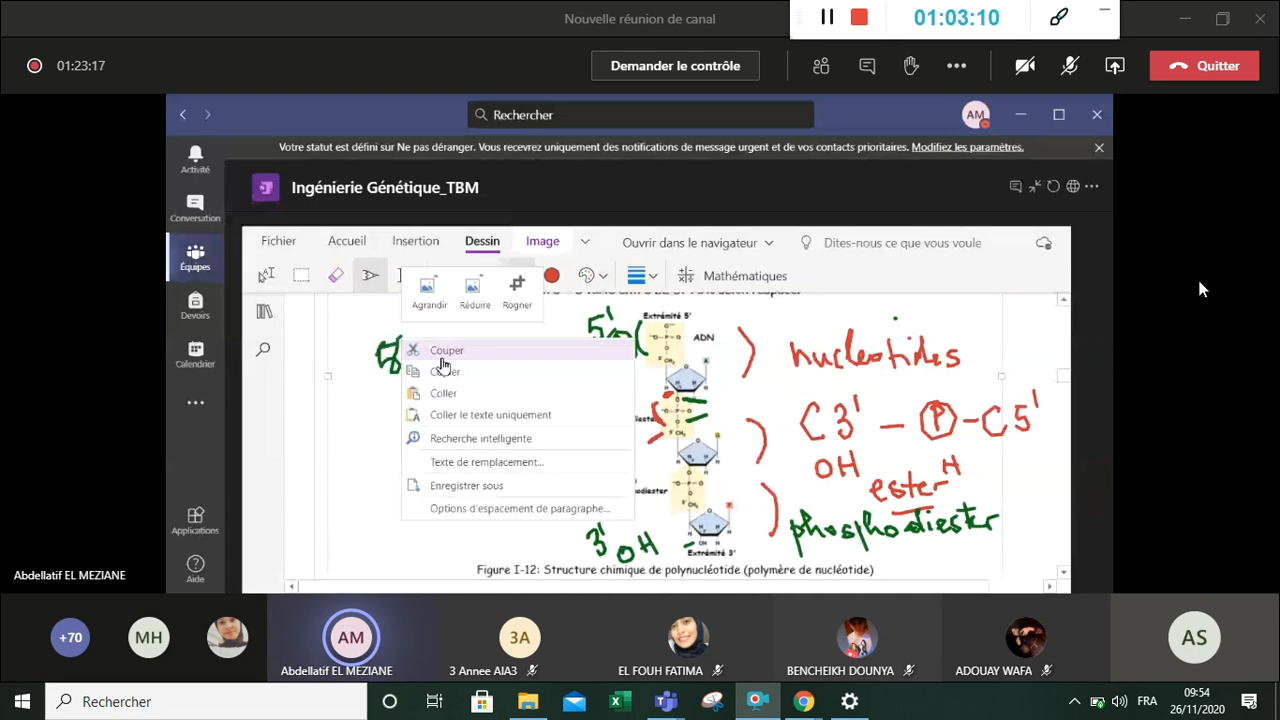 Nouvelle réunion de canal
01:03:10
01:23:17
Demander le contrôle
Quitter
Rechercher
AM
Votre statut est défini sur Ne pas déranger. Vous recevrez uniquement des notifications de message urgent et de vos contacts prioritaires. Modifiez les paramètres.
Activité
Conversation
Équipes
Devoirs
Calendrier
Applications
Aide
Ingénierie Génétique_TBM
Fichier
Accueil
Insertion
Dessin
Image
Ouvrir dans le navigateur
Dites-nous ce que vous voule
Mathématiques
Agrandir
Réduire
Rogner
Couper
Copier
Coller
Coller le texte uniquement
Recherche intelligente
Texte de remplacement...
Enregistrer sous
Options d'espacement de paragraphe...
Extrémité 5'
ADN
5'
nucleotides
C3' – P – C5'
OH H
ester
phosphodiester
odiester
3' OH
OH
Extrémité 3'
Figure I-12: Structure chimique de polynucléotide (polymère de nucléotide)
Abdellatif EL MEZIANE
+70
MH
AM
Abdellatif EL MEZIANE
3A
3 Annee AIA3
EL FOUH FATIMA
BENCHEIKH DOUNYA
ADOUAY WAFA
AS
Rechercher
FRA
09:54
26/11/2020